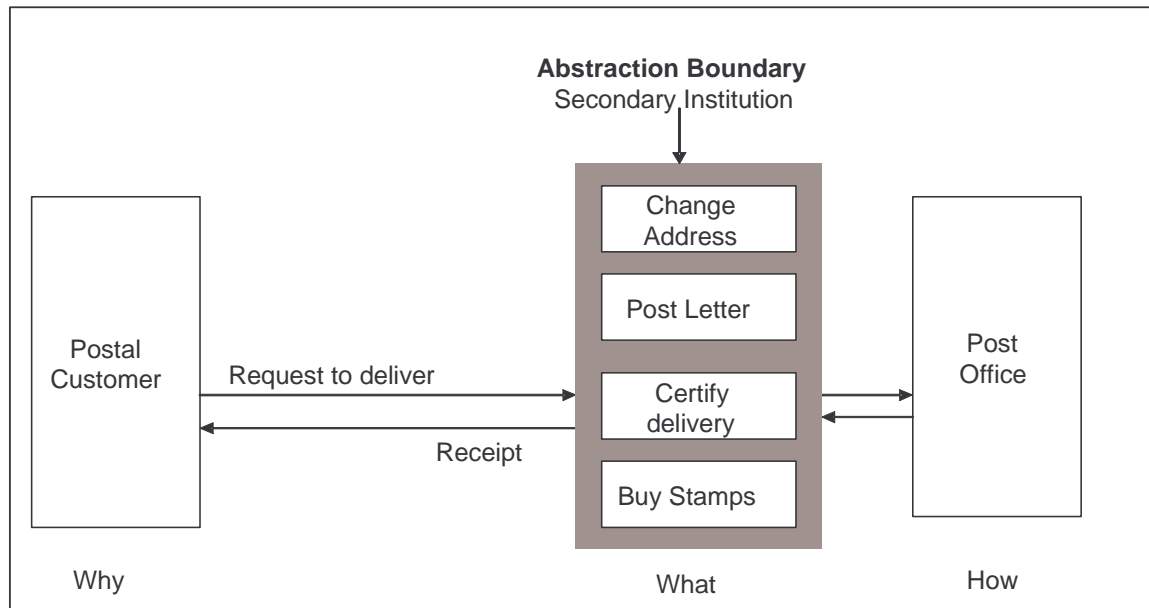 Abstraction Boundary
Secondary Institution
Change
Address
Post Letter
Postal
Customer
Request to deliver
Certify
delivery
Post
Office
Receipt
Buy Stamps
Why
What
How